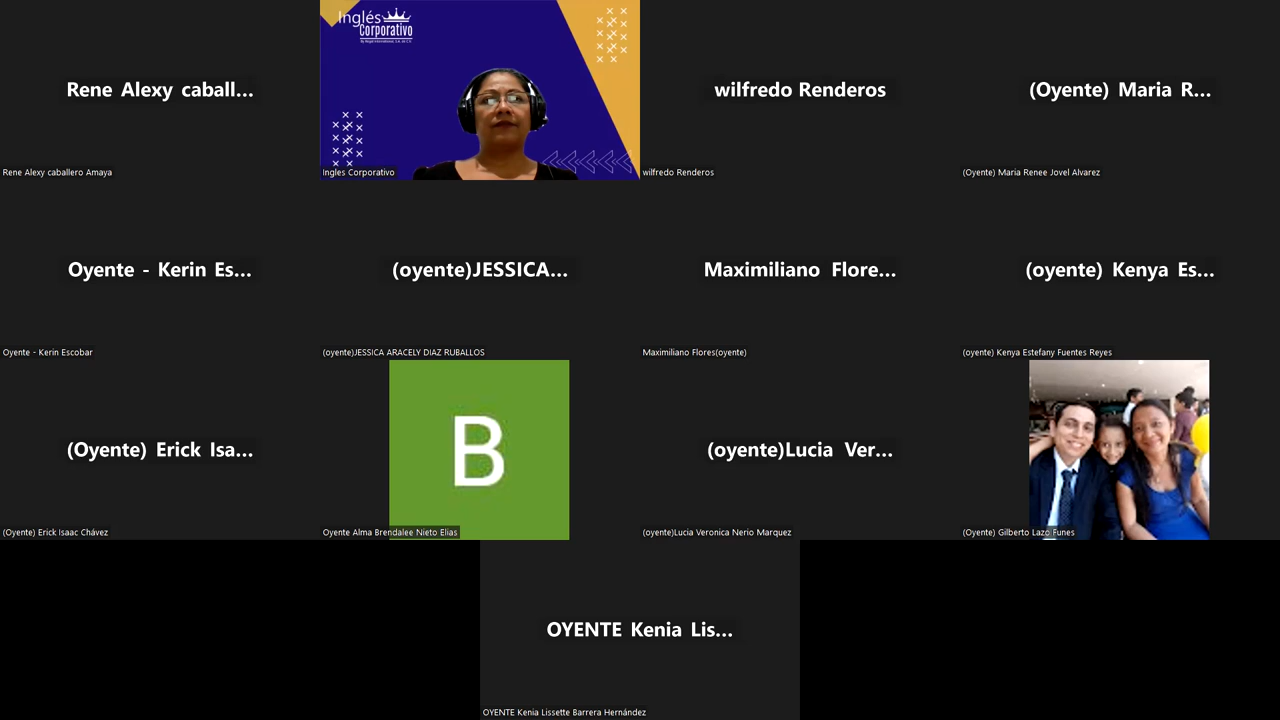 Rene Alexy caball...
Rene Alexy caballero Amaya
Inglés
Corporativo
Ingles Corporativo
wilfredo Renderos
wilfredo Renderos
(Oyente) Maria R...
(Oyente) Maria Renee Jovel Alvarez
Oyente - Kerin Es...
Oyente - Kerin Escobar
(oyente)JESSICA...
(oyente)JESSICA ARACELY DIAZ RUBALLOS
Maximiliano Flore...
Maximiliano Flores(oyente)
(oyente) Kenya Es...
(oyente) Kenya Estefany Fuentes Reyes
(Oyente) Erick Isa...
(Oyente) Erick Isaac Chávez
B
Oyente Alma Brendalee Nieto Elias
(oyente)Lucia Ver...
(oyente)Lucia Veronica Nerio Marquez
(Oyente) Gilberto Lazo Funes
OYENTE Kenia Lis...
OYENTE Kenia Lissette Barrera Hernández